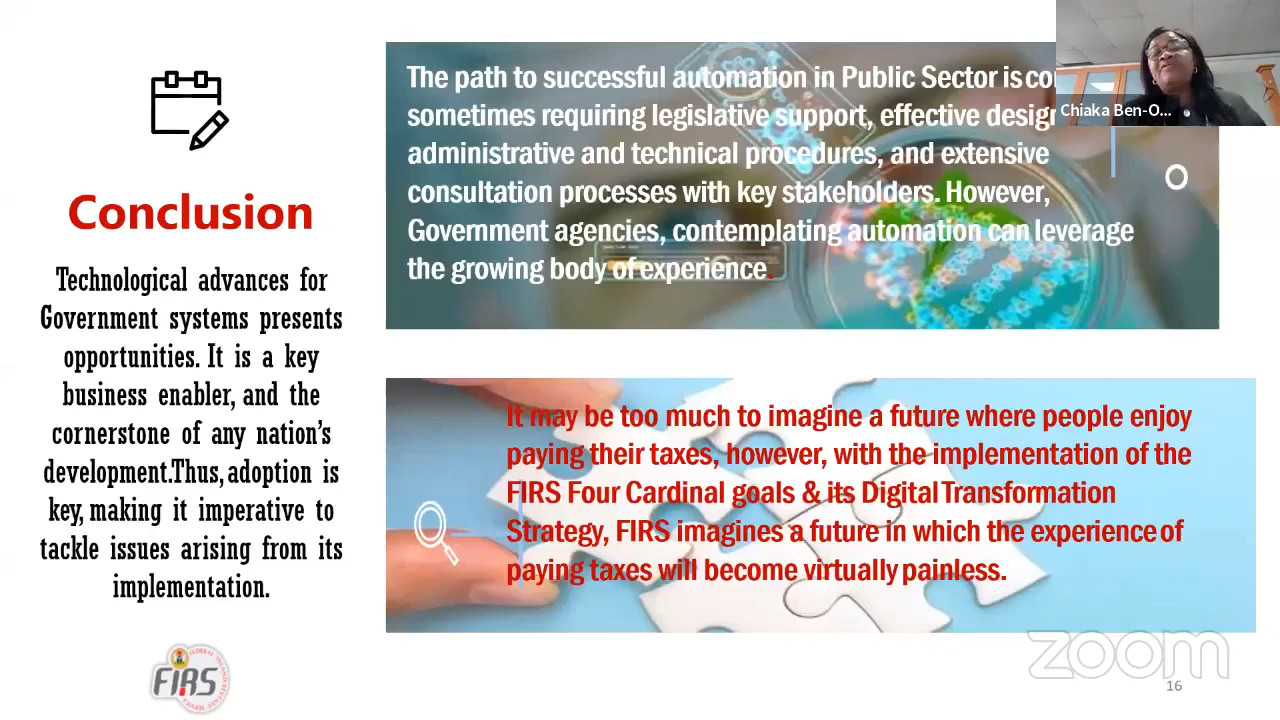 Conclusion
Technological advances for
Government systems presents
opportunities. It is a key
business enabler, and the
cornerstone of any nation's
development.Thus, adoption is
key, making it imperative to
tackle issues arising from its
implementation.
FIRS
The path to successful automation in Public Sector is
sometimes requiring legislative support, effective design
administrative and technical procedures, and extensive
consultation processes with key stakeholders. However,
Government agencies, contemplating automation can leverage
the growing body of experience.
It may be too much to imagine a future where people enjoy
paying their taxes, however, with the implementation of the
FIRS Four Cardinal goals & its Digital Transformation
Strategy, FIRS imagines a future in which the experience of
paying taxes will become virtually painless.
Chiaka Ben-O...
zoom
16